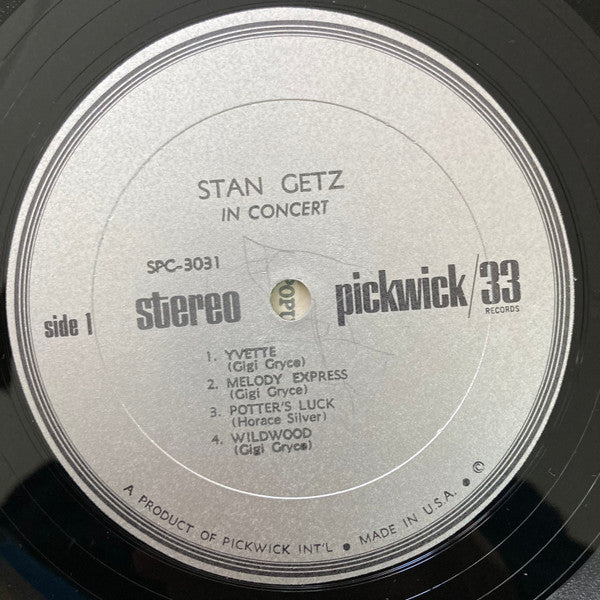 STAN GETZ
IN CONCERT
SPC-3031
side 1 stereo pickwick/33
RECORDS
1. YVETTE
(Gigi Gryce)
2. MELODY EXPRESS
(Gigi Gryce)
3. POTTER'S LUCK
(Horace Silver)
4. WILDWOOD
(Gigi Gryce)
A PRODUCT OF PICKWICK INT'L ● MADE IN U.S.A. ● ©